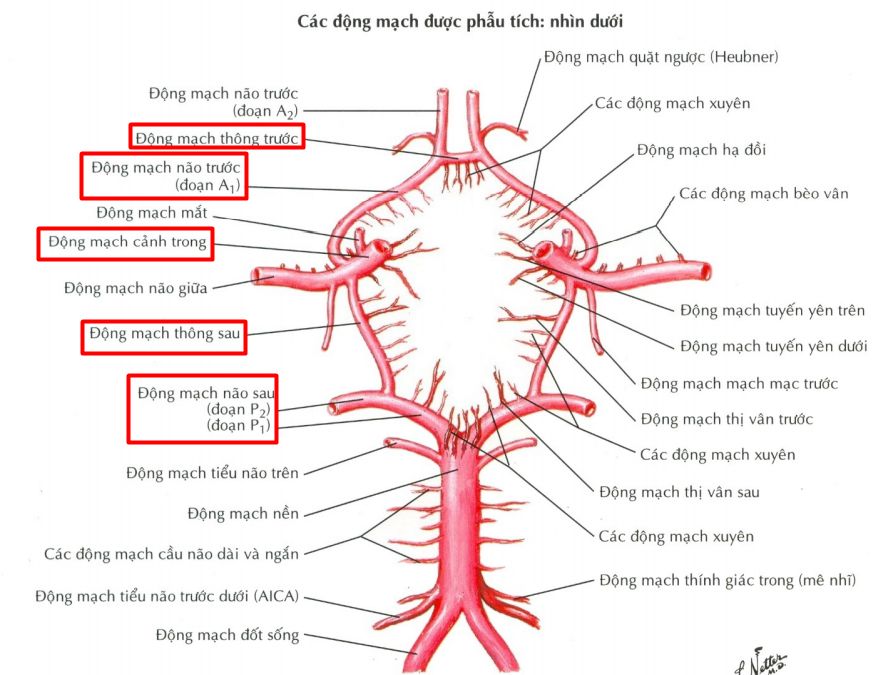 Các động mạch được phẫu tích: nhìn dưới
Động mạch não trước
(đoạn A2)
Động mạch thông trước
Động mạch não trước
(đoạn A1)
Động mạch mắt
Động mạch cảnh trong
Động mạch não giữa
Động mạch thông sau
Động mạch não sau
(đoạn P2)
(đoạn P1)
Động mạch tiểu não trên
Động mạch nền
Các động mạch cầu não dài và ngắn
Động mạch tiểu não trước dưới (AICA)
Động mạch đốt sống
Động mạch quặt ngược (Heubner)
Các động mạch xuyên
Động mạch hạ đồi
Các động mạch bèo vân
Động mạch tuyến yên trên
Động mạch tuyến yên dưới
Động mạch mạch mạc trước
Động mạch thị vân trước
Các động mạch xuyên
Động mạch thị vân sau
Các động mạch xuyên
Động mạch thính giác trong (mê nhĩ)
Netter
M.D.